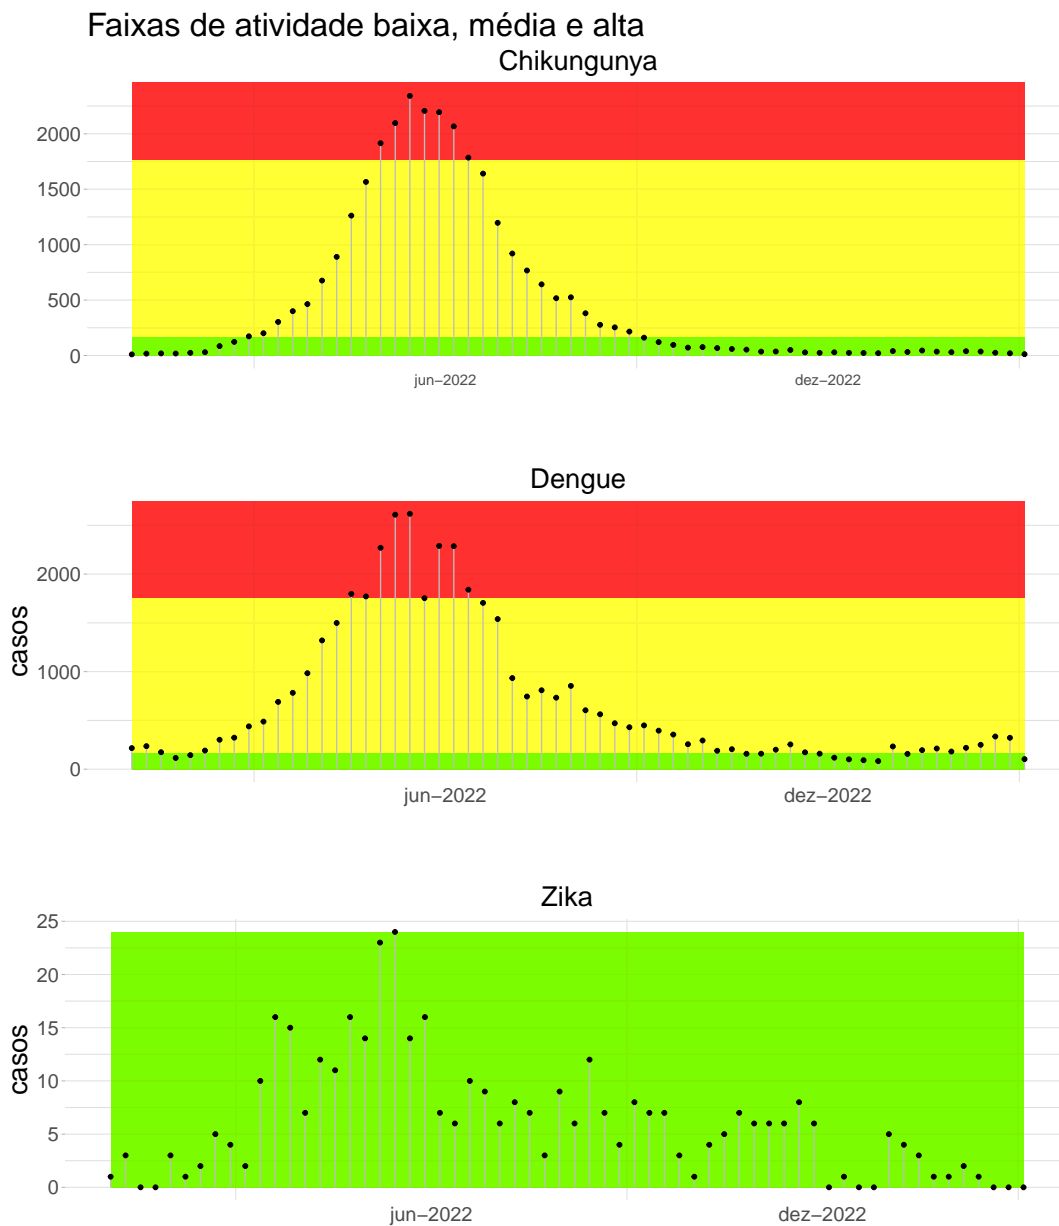 Faixas de atividade baixa, média e alta
Chikungunya
2000
1500
1000
500
0
jun−2022
dez−2022
Dengue
casos
2000
1000
0
jun−2022
dez−2022
Zika
casos
25
20
15
10
5
0
jun−2022
dez−2022